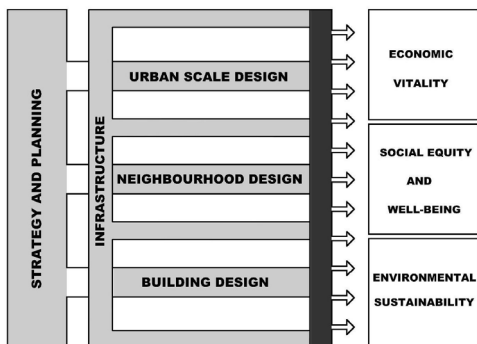 STRATEGY AND PLANNING
INFRASTRUCTURE
URBAN SCALE DESIGN
NEIGHBOURHOOD DESIGN
BUILDING DESIGN
ECONOMIC
VITALITY
SOCIAL EQUITY
AND
WELL-BEING
ENVIRONMENTAL
SUSTAINABILITY